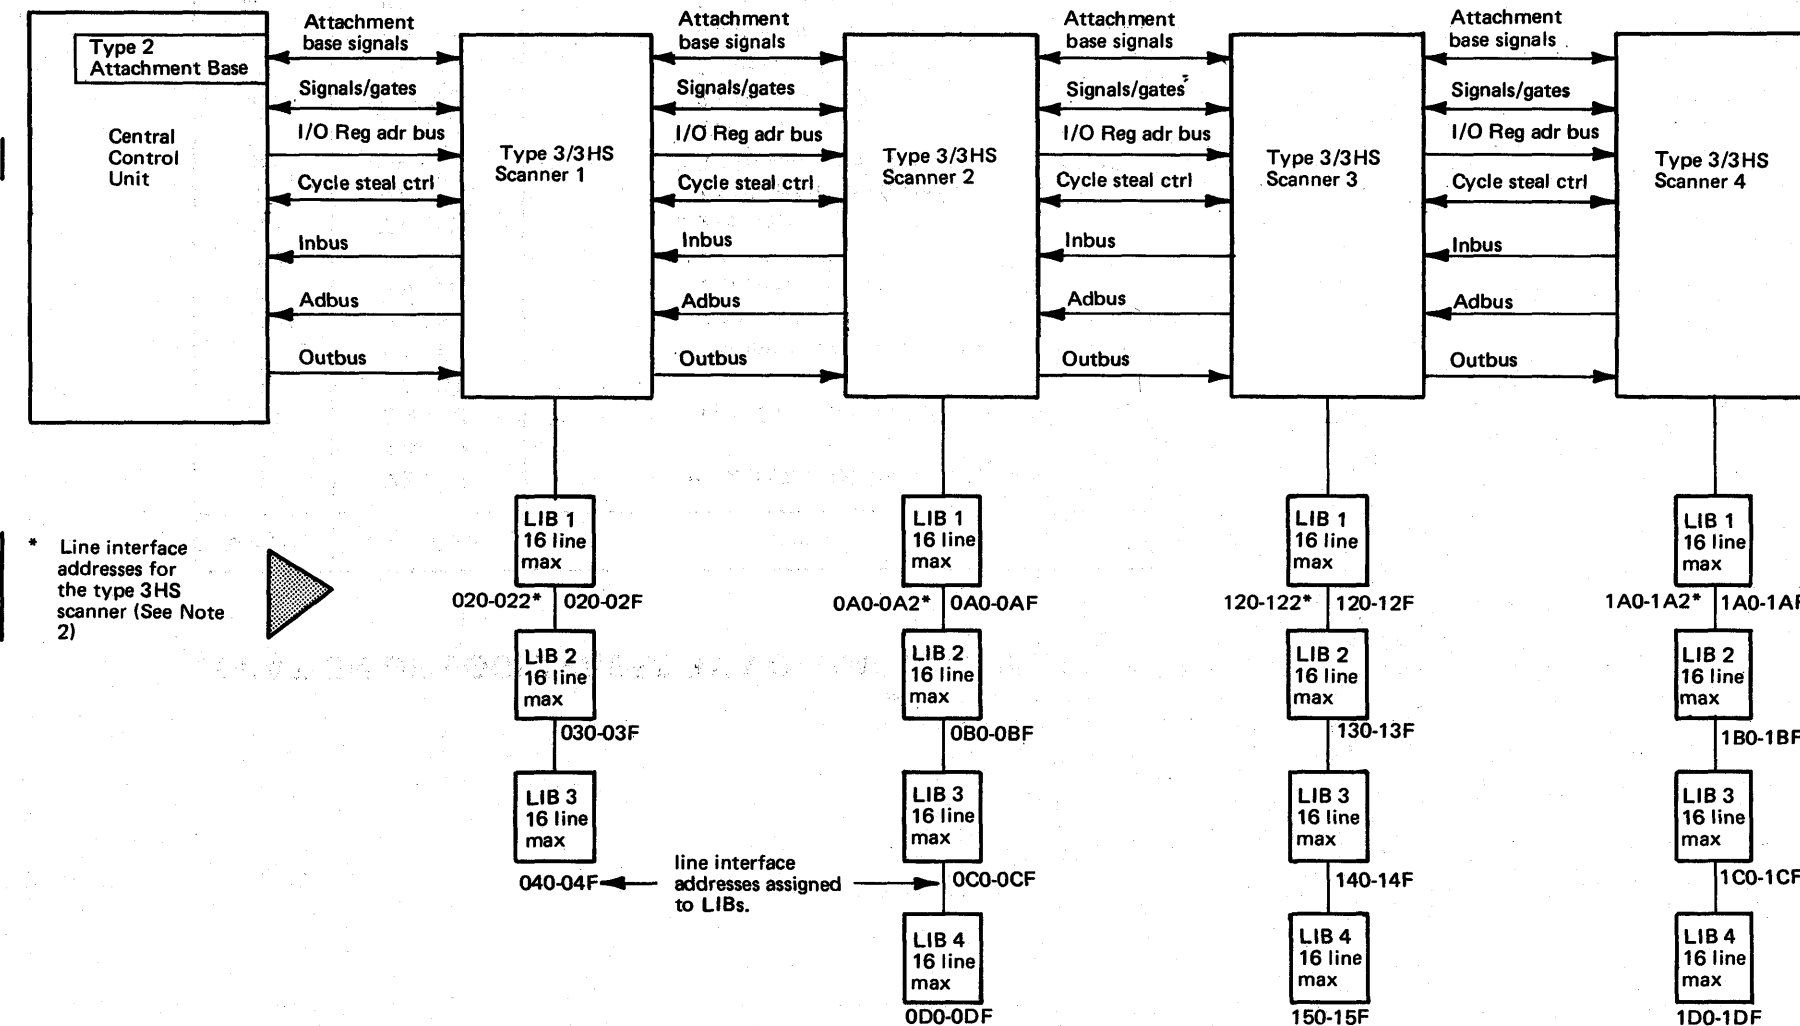 Type 2
Attachment Base
Central
Control
Unit
Attachment
base signals
Signals/gates
I/O Reg adr bus
Cycle steal ctrl
Inbus
Adbus
Outbus
Type 3/3HS
Scanner 1
Attachment
base signals
Signals/gates
I/O Reg adr bus
Cycle steal ctrl
Inbus
Adbus
Outbus
Type 3/3HS
Scanner 2
Attachment
base signals
Signals/gates
I/O Reg adr bus
Cycle steal ctrl
Inbus
Adbus
Outbus
Type 3/3HS
Scanner 3
Attachment
base signals
Signals/gates
I/O Reg adr bus
Cycle steal ctrl
Inbus
Adbus
Outbus
Type 3/3HS
Scanner 4
* Line interface
addresses for
the type 3HS
scanner (See Note
2)
LIB 1
16 line
max
020-022* 020-02F
LIB 2
16 line
max
030-03F
LIB 3
16 line
max
040-04F
line interface
addresses assigned
to LIBs.
LIB 1
16 line
max
0A0-0A2* 0A0-0AF
LIB 2
16 line
max
0B0-0BF
LIB 3
16 line
max
0C0-0CF
LIB 4
16 line
max
0D0-0DF
LIB 1
16 line
max
120-122* 120-12F
LIB 2
16 line
max
130-13F
LIB 3
16 line
max
140-14F
LIB 4
16 line
max
150-15F
LIB 1
16 line
max
1A0-1A2* 1A0-1AF
LIB 2
16 line
max
1B0-1BF
LIB 3
16 line
max
1C0-1CF
LIB 4
16 line
max
1D0-1DF